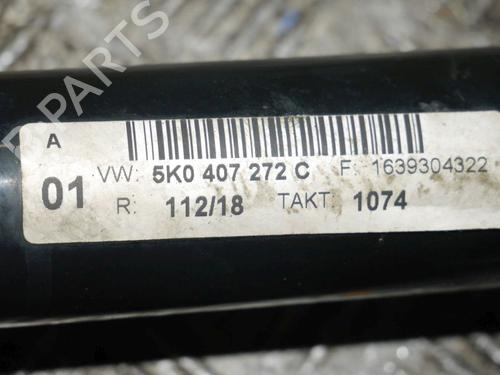 A
01
VW: 5K0 407 272 C F: 1639304322
R: 112/18 TAKT: 1074
B PARTS